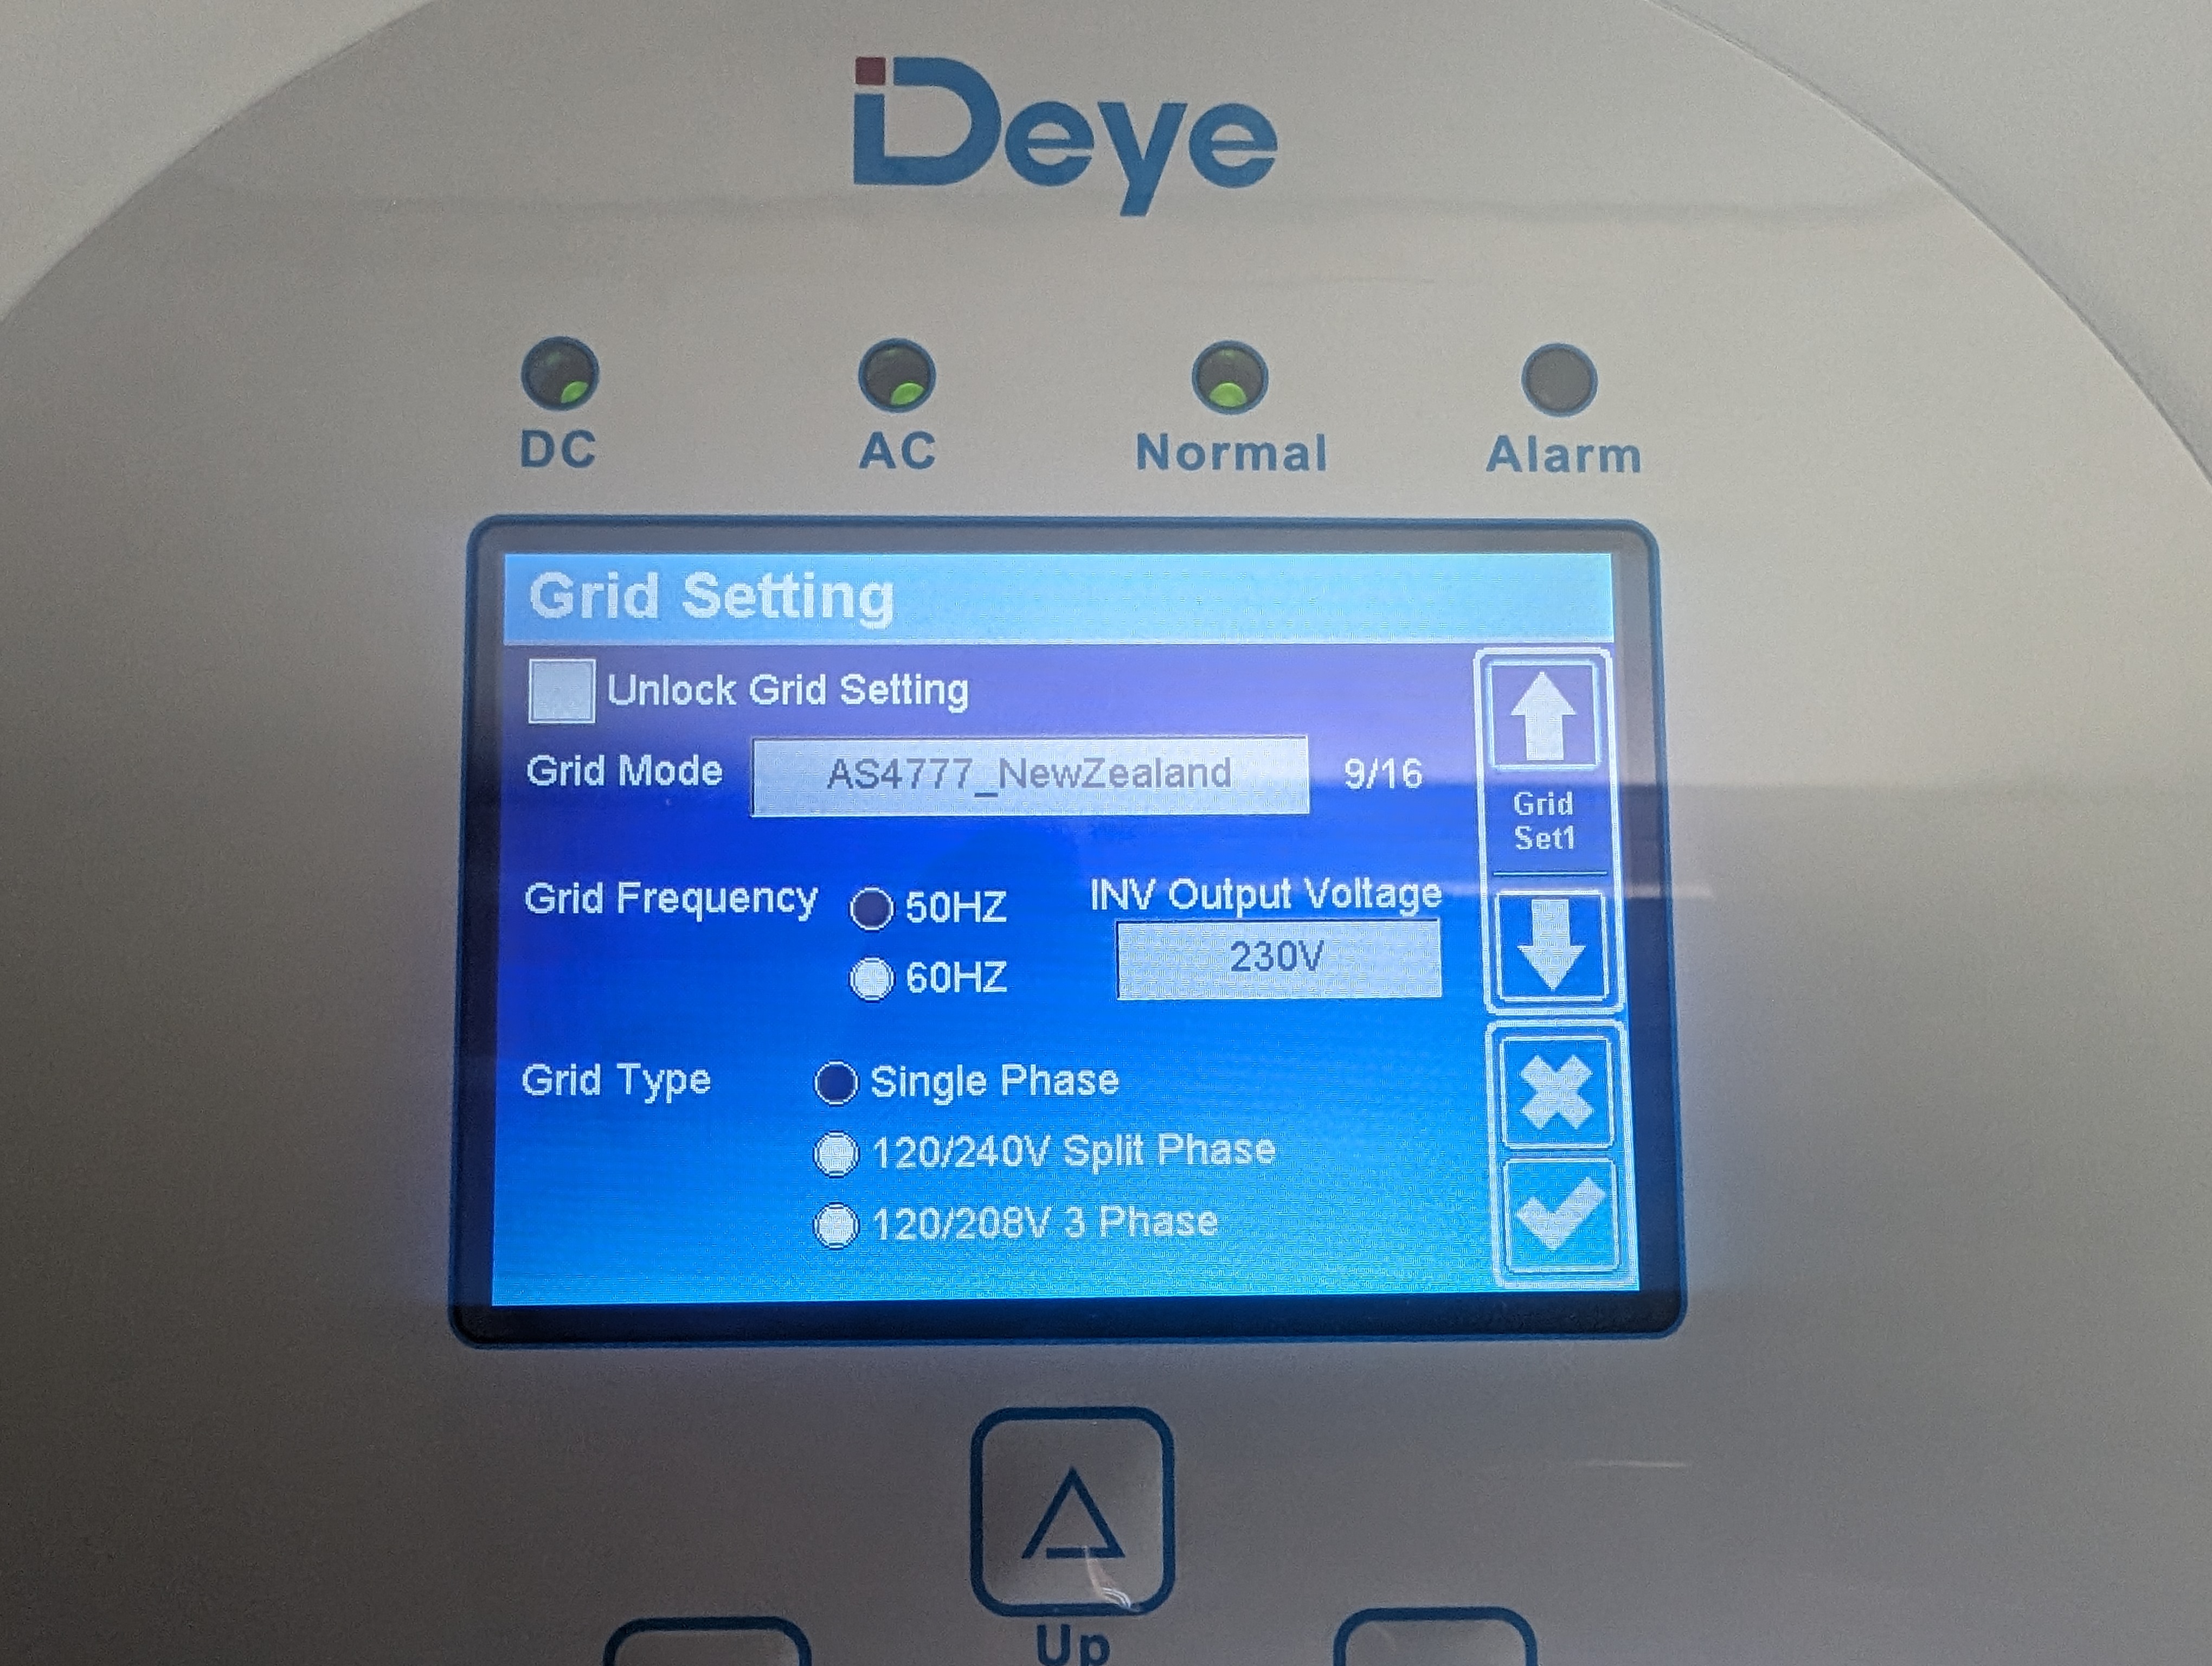 Deye
DC AC Normal Alarm
Grid Setting
Unlock Grid Setting
Grid Mode AS4777_NewZealand 9/16
Grid Set1
Grid Frequency 50HZ INV Output Voltage
60HZ 230V
Grid Type Single Phase
120/240V Split Phase
120/208V 3 Phase
Up